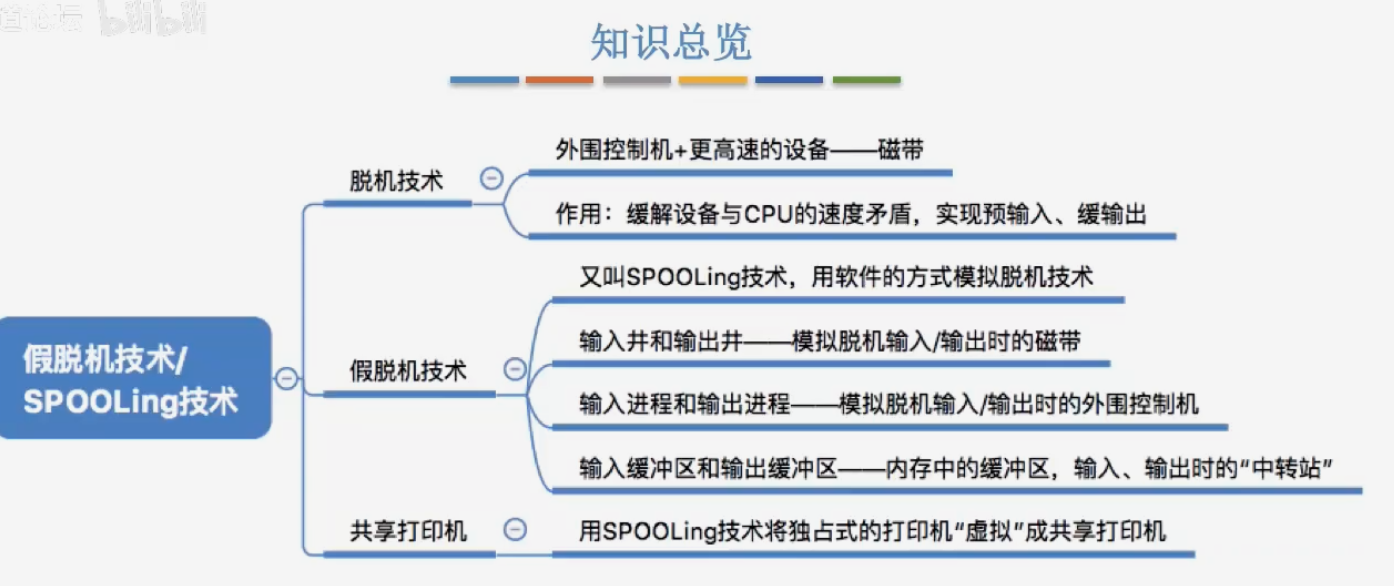 道论坛 bilibili
知识总览
外围控制机+更高速的设备——磁带
脱机技术
作用：缓解设备与CPU的速度矛盾，实现预输入、缓输出
又叫SPOOLing技术，用软件的方式模拟脱机技术
输入井和输出井——模拟脱机输入/输出时的磁带
假脱机技术/
SPOOLing技术
假脱机技术
输入进程和输出进程——模拟脱机输入/输出时的外围控制机
输入缓冲区和输出缓冲区——内存中的缓冲区，输入、输出时的“中转站”
共享打印机
用SPOOLing技术将独占式的打印机“虚拟”成共享打印机